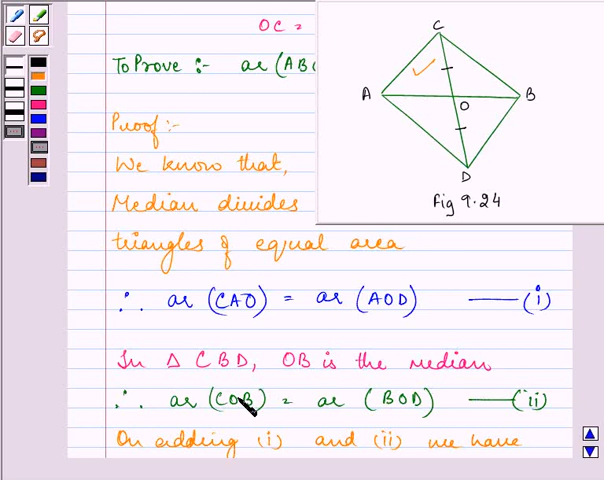 OC =
To Prove :- ar (ABC
Proof :-
We know that,
Median divides
triangles of equal area
∴ ar (CAO) = ar (AOD) —— (i)
In Δ CBD, OB is the median
∴ ar (COB) = ar (BOD) —— (ii)
On adding (i) and (ii) we have
C
A
B
O
D
Fig 9.24